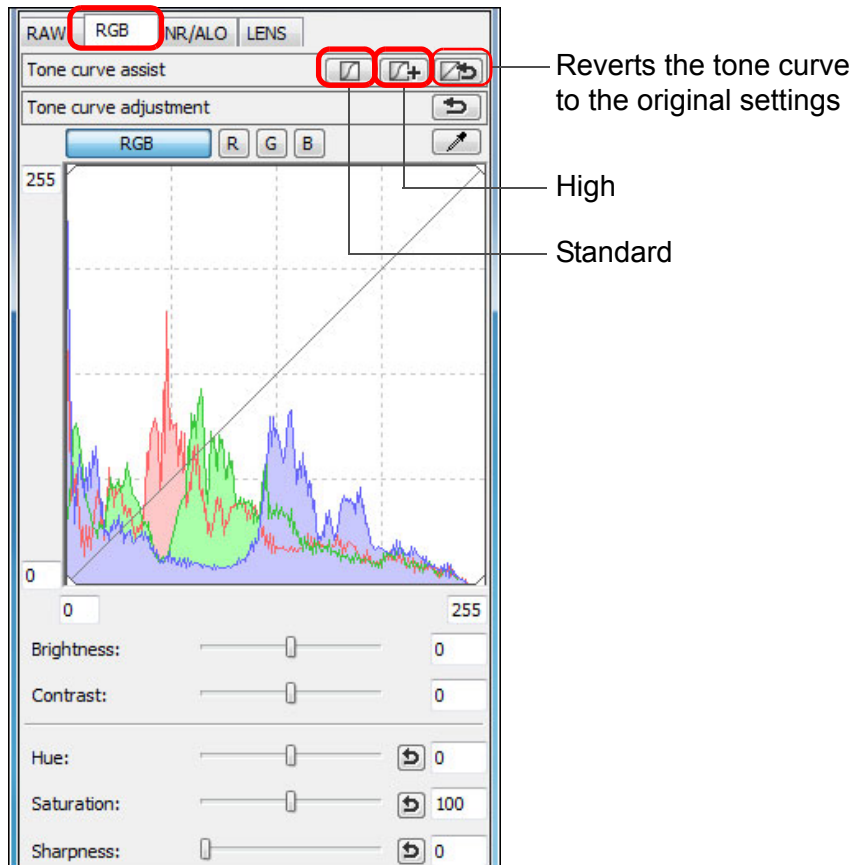 RAW RGB NR/ALO LENS
Tone curve assist
Reverts the tone curve
to the original settings
Tone curve adjustment
RGB R G B
High
Standard
255
0
0 255
Brightness: 0
Contrast: 0
Hue: 0
Saturation: 100
Sharpness: 0